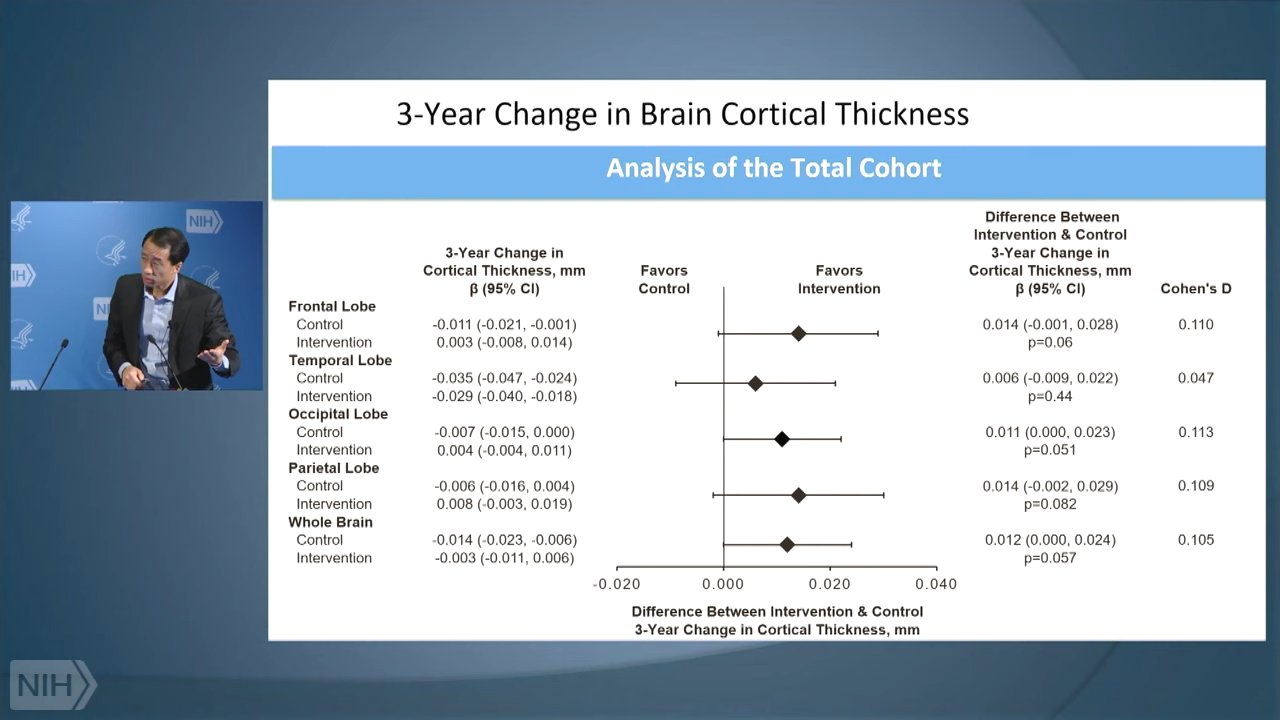 3-Year Change in Brain Cortical Thickness
Analysis of the Total Cohort
3-Year Change in
Cortical Thickness, mm
β (95% CI)
Favors
Control
Favors
Intervention
Difference Between
Intervention & Control
3-Year Change in
Cortical Thickness, mm
β (95% CI)
Cohen's D
Frontal Lobe
Control -0.011 (-0.021, -0.001) 0.014 (-0.001, 0.028) 0.110
Intervention 0.003 (-0.008, 0.014) p=0.06
Temporal Lobe
Control -0.035 (-0.047, -0.024) 0.006 (-0.009, 0.022) 0.047
Intervention -0.029 (-0.040, -0.018) p=0.44
Occipital Lobe
Control -0.007 (-0.015, 0.000) 0.011 (0.000, 0.023) 0.113
Intervention 0.004 (-0.004, 0.011) p=0.051
Parietal Lobe
Control -0.006 (-0.016, 0.004) 0.014 (-0.002, 0.029) 0.109
Intervention 0.008 (-0.003, 0.019) p=0.082
Whole Brain
Control -0.014 (-0.023, -0.006) 0.012 (0.000, 0.024) 0.105
Intervention -0.003 (-0.011, 0.006) p=0.057
-0.020 0.000 0.020 0.040
Difference Between Intervention & Control
3-Year Change in Cortical Thickness, mm
NIH
NIH